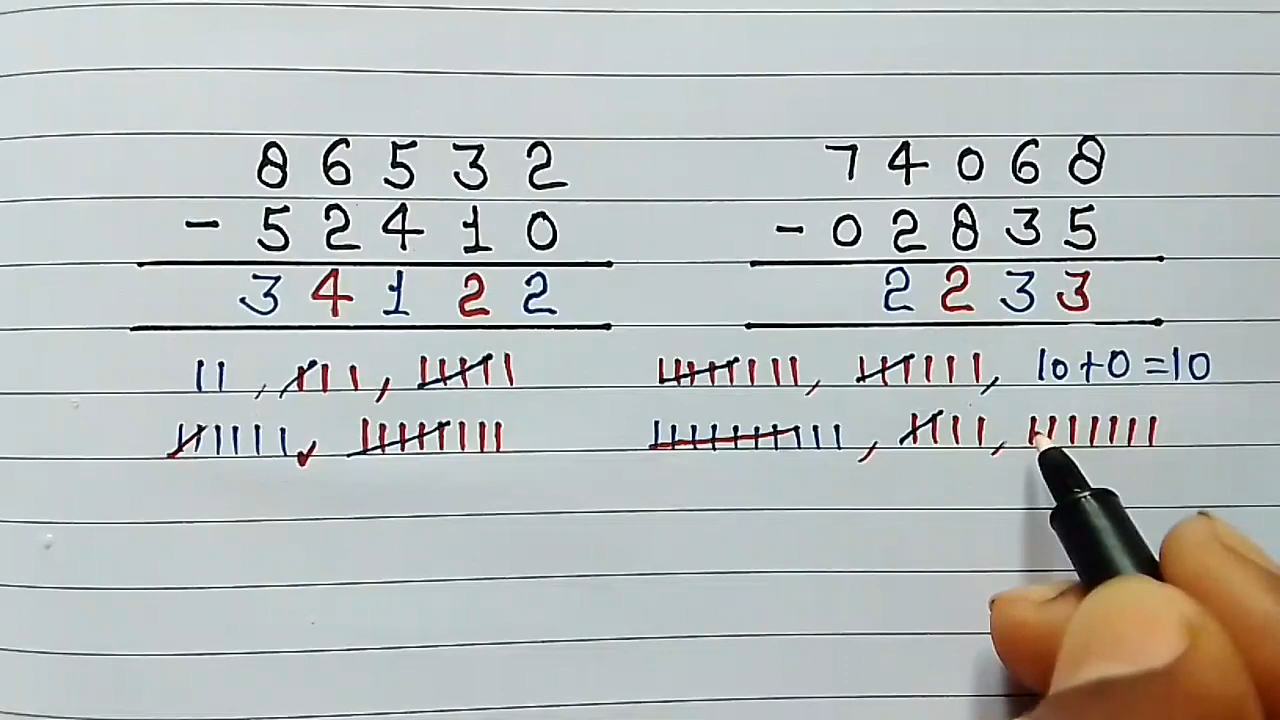 8 6 5 3 2
- 5 2 4 1 0
3 4 1 2 2
7 4 0 6 8
- 0 2 8 3 5
2 2 3 3
10+0=10